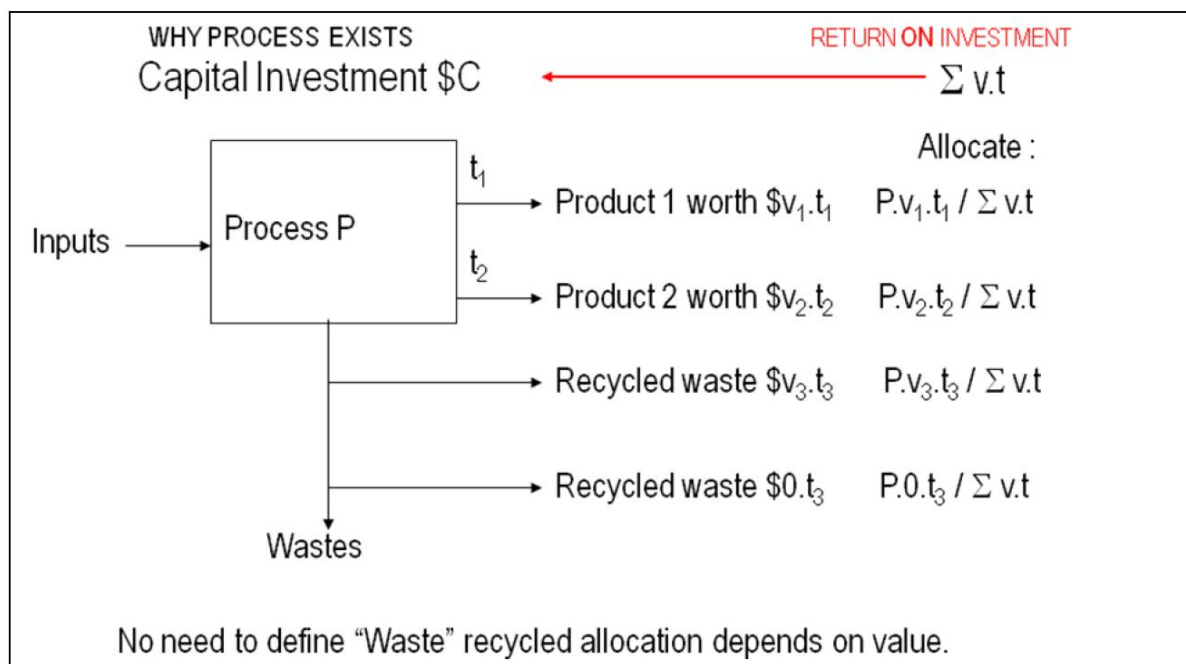 WHY PROCESS EXISTS
RETURN ON INVESTMENT
Capital Investment $C
Σ v.t
Allocate :
t₁
Product 1 worth $v₁.t₁ P.v₁.t₁ / Σ v.t
Inputs
Process P
t₂
Product 2 worth $v₂.t₂ P.v₂.t₂ / Σ v.t
Recycled waste $v₃.t₃ P.v₃.t₃ / Σ v.t
Recycled waste $0.t₃ P.0.t₃ / Σ v.t
Wastes
No need to define “Waste” recycled allocation depends on value.